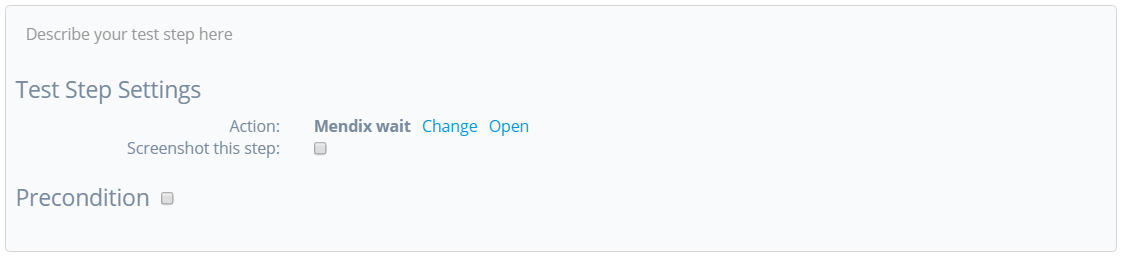 Describe your test step here
Test Step Settings
Action: Mendix wait Change Open
Screenshot this step:
Precondition